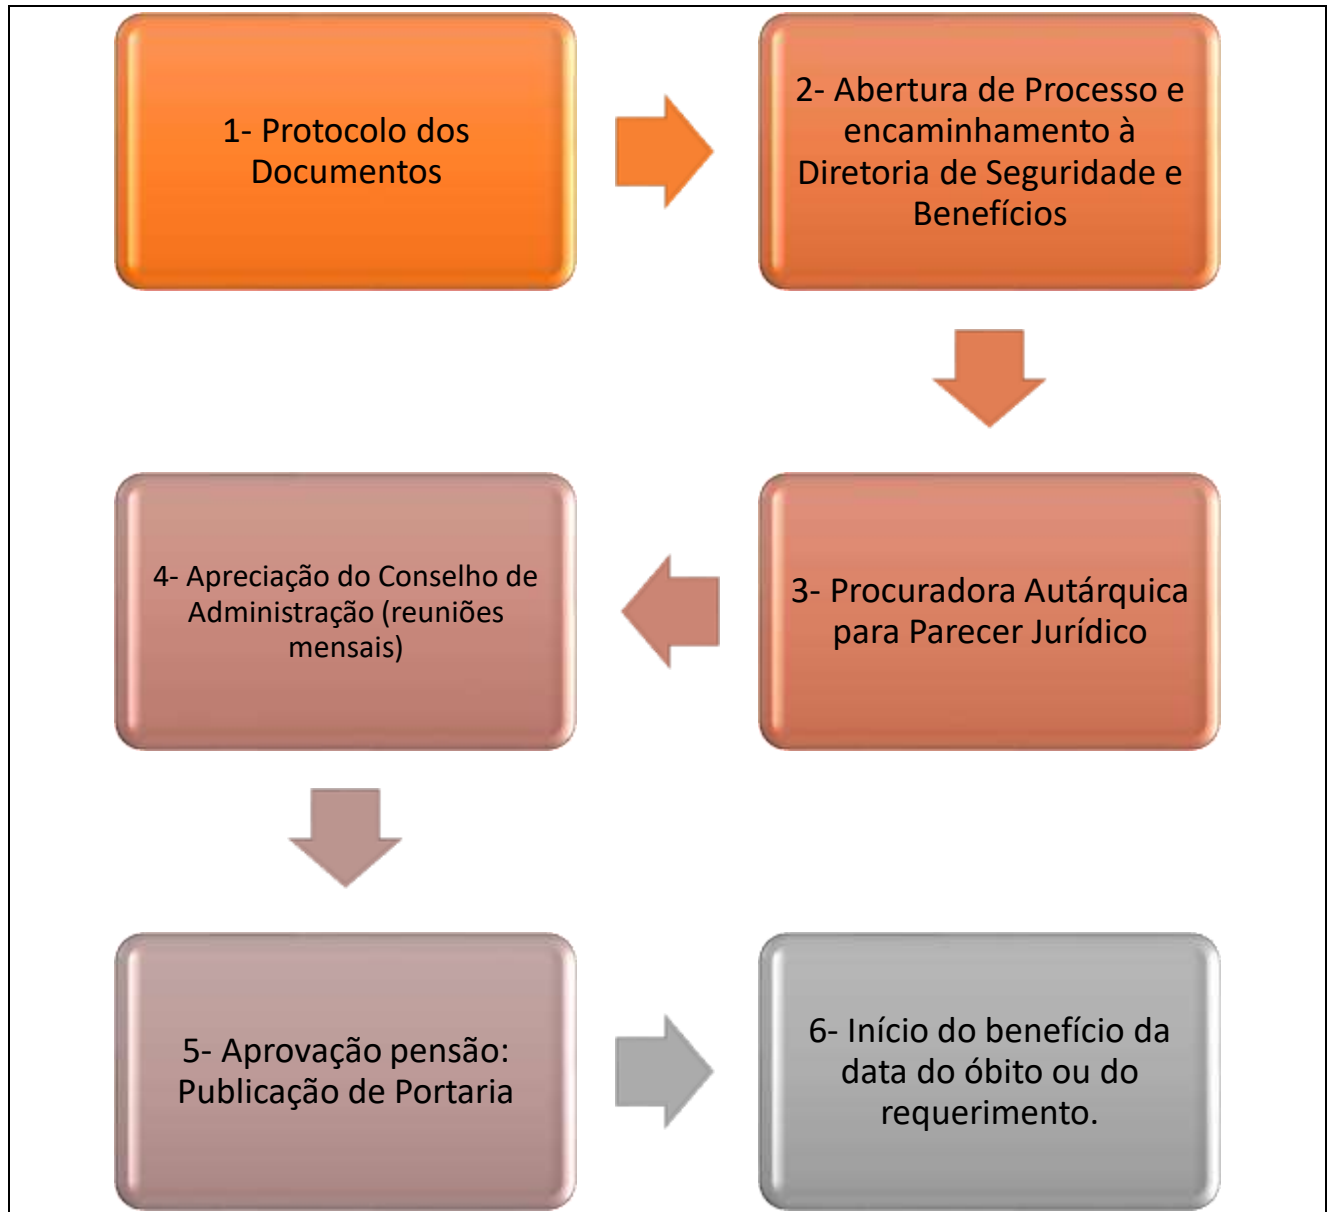 1- Protocolo dos
Documentos
2- Abertura de Processo e
encaminhamento à
Diretoria de Seguridade e
Benefícios
3- Procuradora Autárquica
para Parecer Jurídico
4- Apreciação do Conselho de
Administração (reuniões
mensais)
5- Aprovação pensão:
Publicação de Portaria
6- Início do benefício da
data do óbito ou do
requerimento.